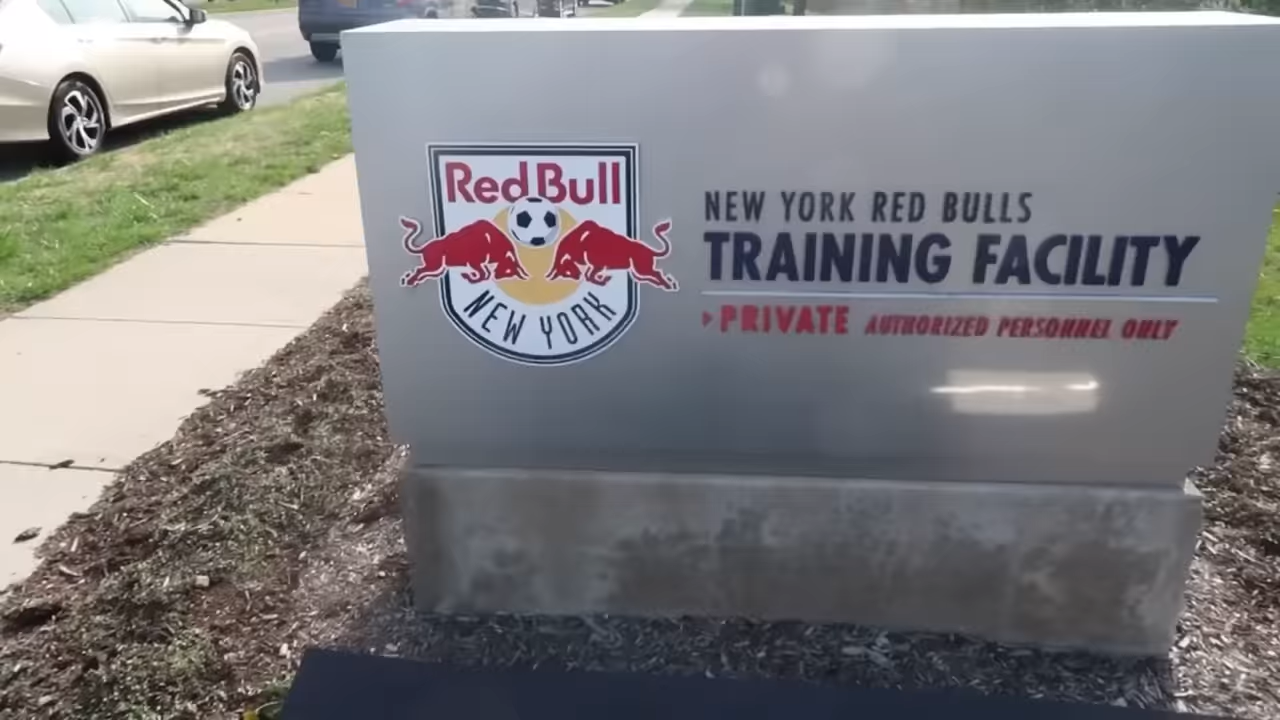 Red Bull
NEW YORK
NEW YORK RED BULLS
TRAINING FACILITY
PRIVATE AUTHORIZED PERSONNEL ONLY